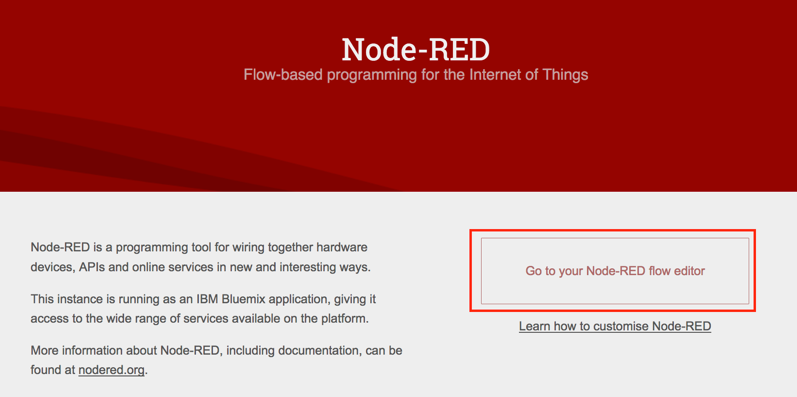 Node-RED
Flow-based programming for the Internet of Things
Node-RED is a programming tool for wiring together hardware
devices, APIs and online services in new and interesting ways.
This instance is running as an IBM Bluemix application, giving it
access to the wide range of services available on the platform.
More information about Node-RED, including documentation, can be
found at nodered.org.
Go to your Node-RED flow editor
Learn how to customise Node-RED